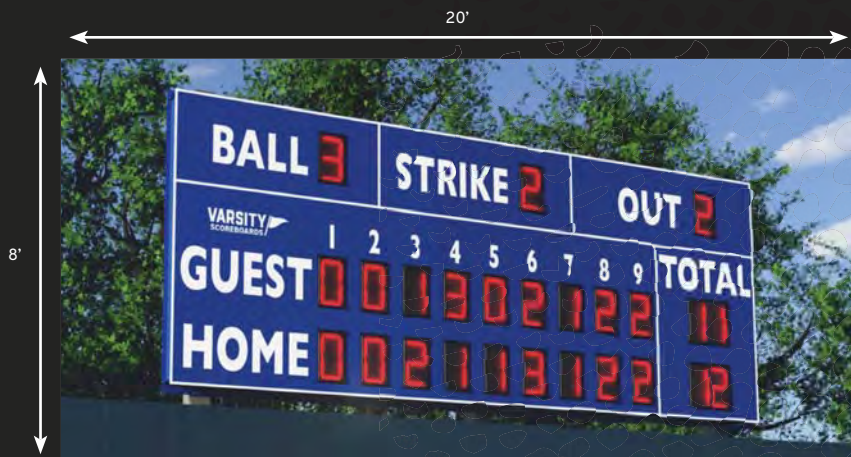 20'
8'
BALL 3
STRIKE 2
OUT 2
VARSITY
SCOREBOARDS
1 2 3 4 5 6 7 8 9 TOTAL
GUEST 0 0 1 3 0 2 1 2 2 11
HOME 0 0 2 1 1 3 1 2 2 12